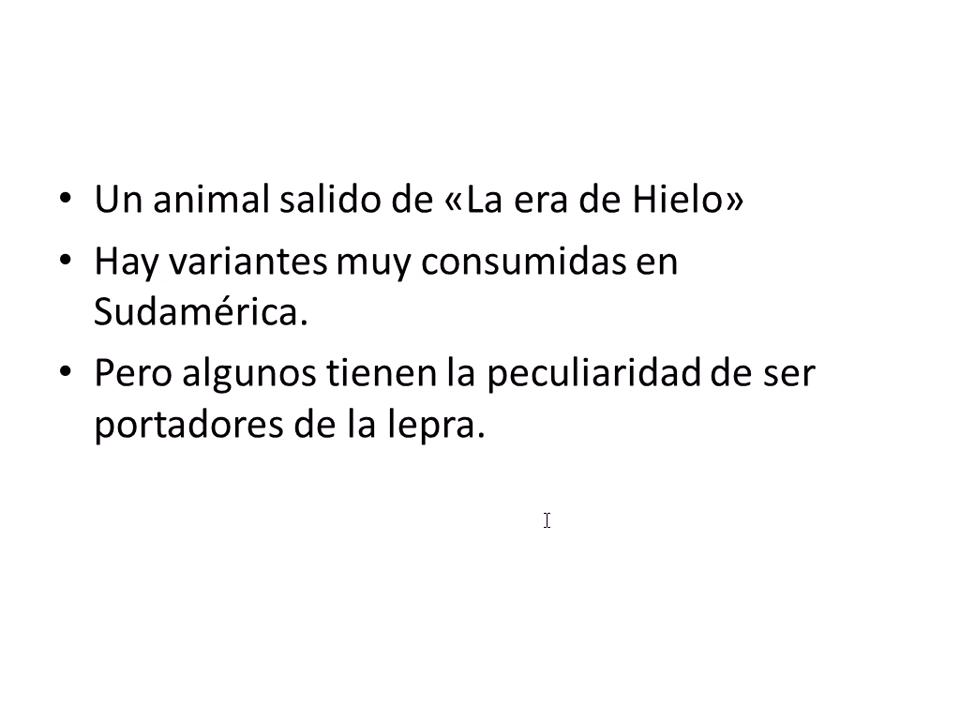 • Un animal salido de «La era de Hielo»
• Hay variantes muy consumidas en
Sudamérica.
• Pero algunos tienen la peculiaridad de ser
portadores de la lepra.